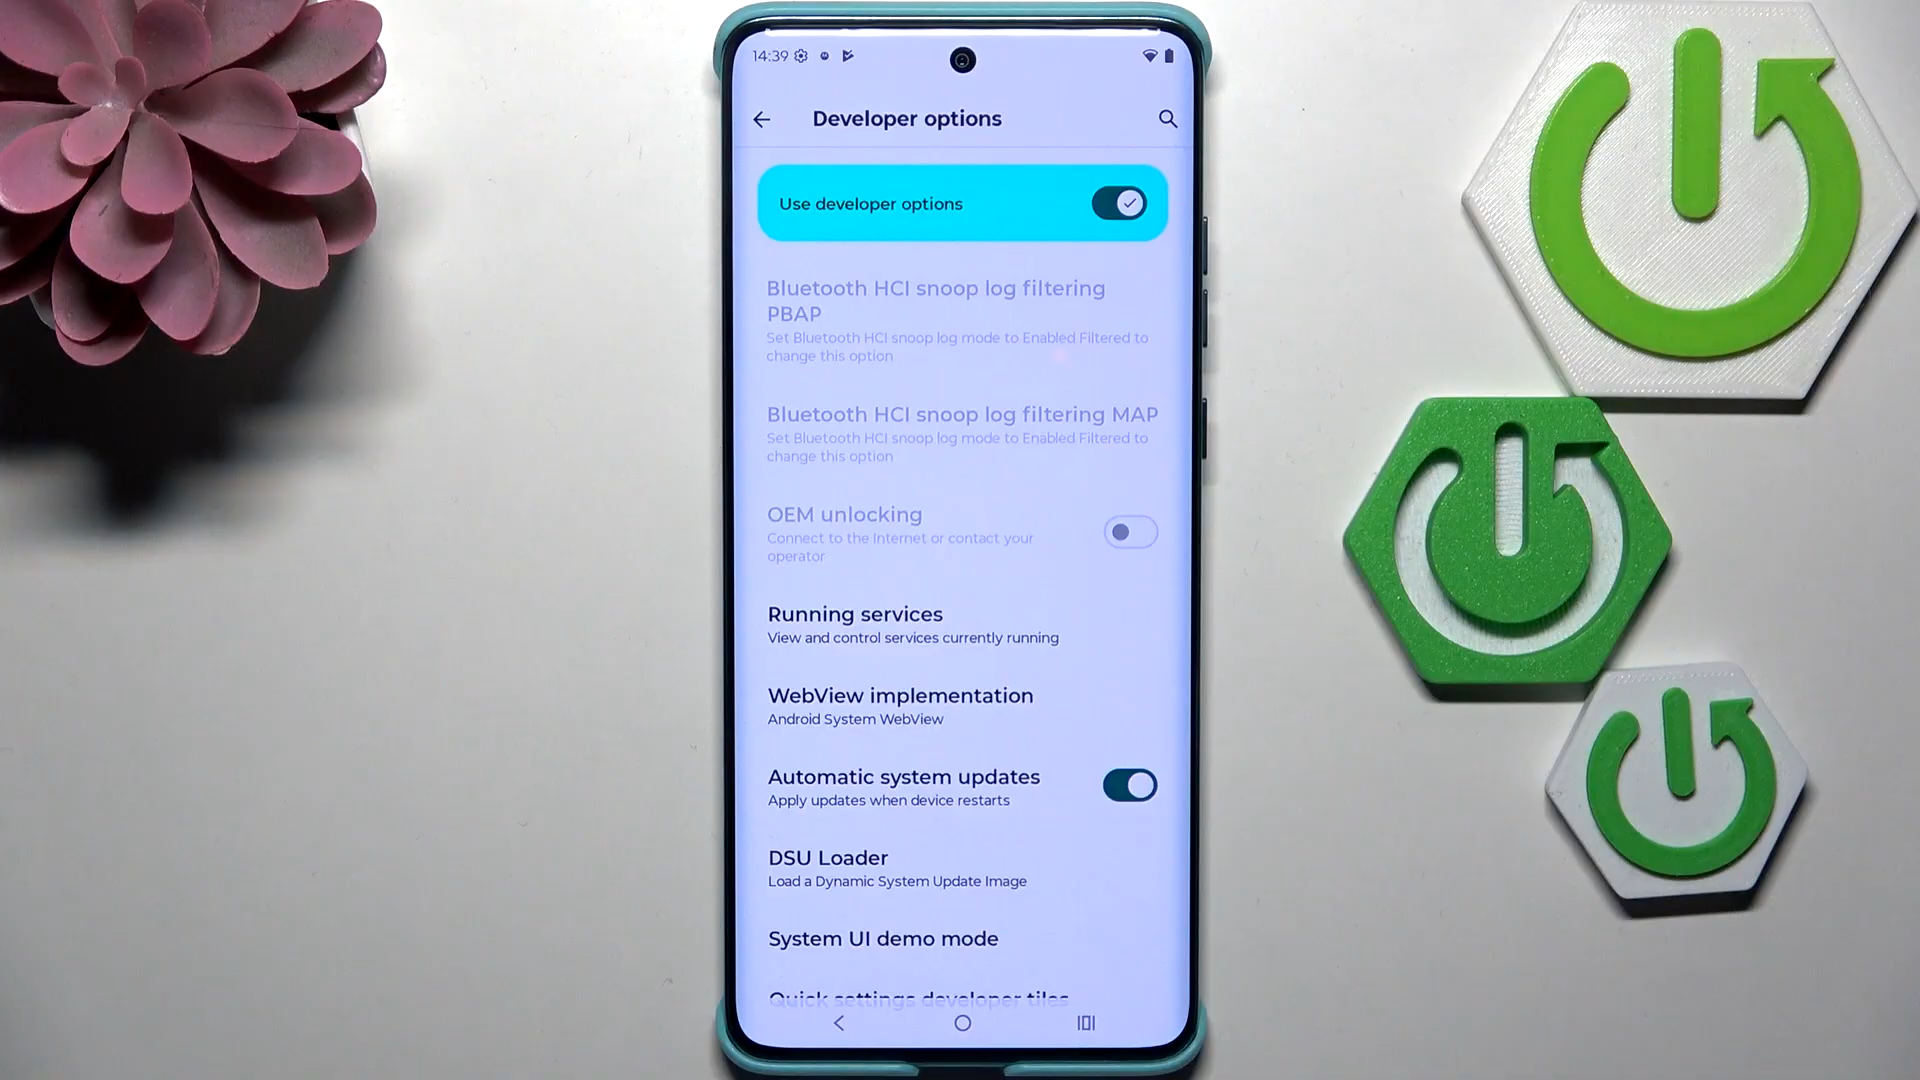 14:39
Developer options
Use developer options
Bluetooth HCI snoop log filtering
PBAP
Set Bluetooth HCI snoop log mode to Enabled Filtered to
change this option
Bluetooth HCI snoop log filtering MAP
Set Bluetooth HCI snoop log mode to Enabled Filtered to
change this option
OEM unlocking
Connect to the Internet or contact your
operator
Running services
View and control services currently running
WebView implementation
Android System WebView
Automatic system updates
Apply updates when device restarts
DSU Loader
Load a Dynamic System Update Image
System UI demo mode
Quick settings developer tiles